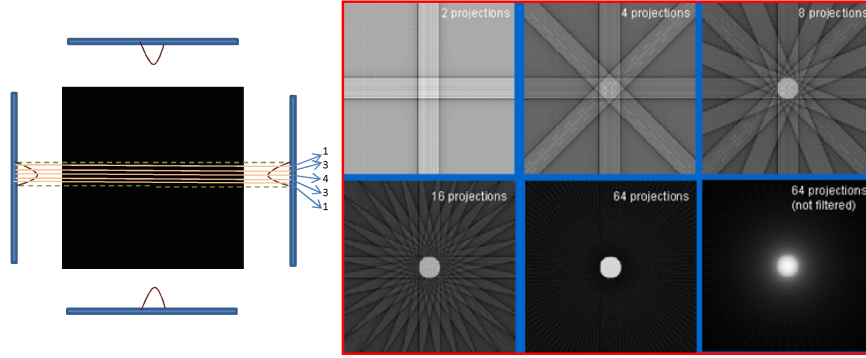 1
3
4
3
1
2 projections
4 projections
8 projections
16 projections
64 projections
64 projections
(not filtered)